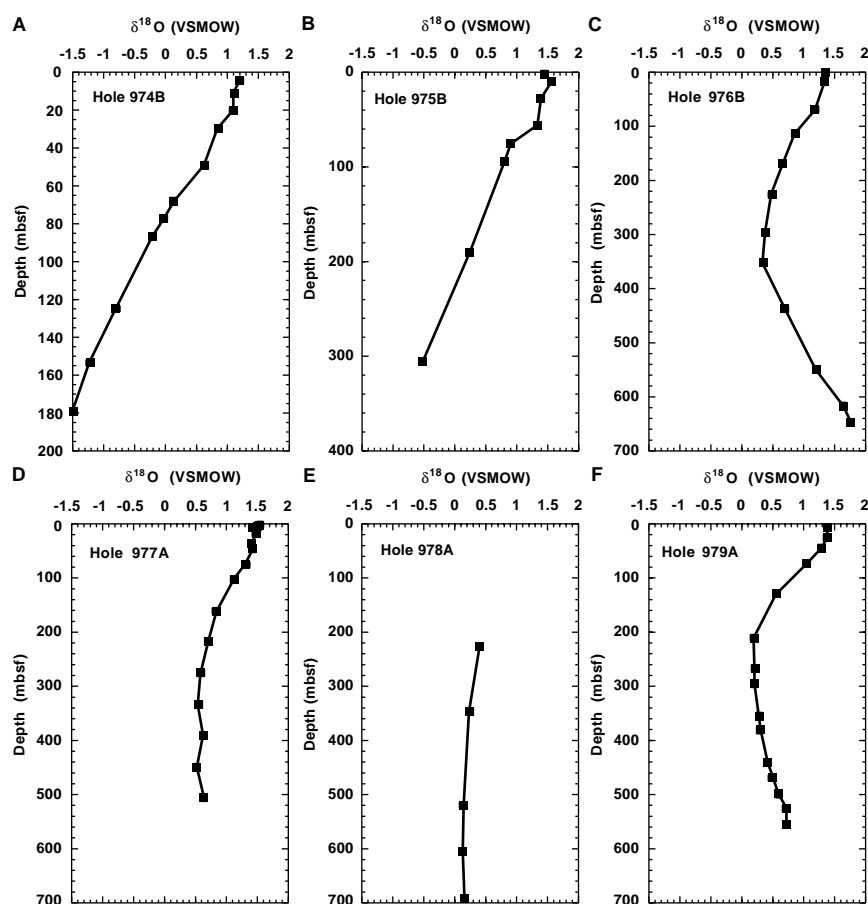 A
δ18O (VSMOW)
-1.5 -1 -0.5 0 0.5 1 1.5 2
0
20
40
60
80
100
120
140
160
180
200
Depth (mbsf)
Hole 974B
B
δ18O (VSMOW)
-1.5 -1 -0.5 0 0.5 1 1.5 2
0
100
200
300
400
Depth (mbsf)
Hole 975B
C
δ18O (VSMOW)
-1.5 -1 -0.5 0 0.5 1 1.5 2
0
100
200
300
400
500
600
700
Depth (mbsf)
Hole 976B
D
δ18O (VSMOW)
-1.5 -1 -0.5 0 0.5 1 1.5 2
0
100
200
300
400
500
600
700
Depth (mbsf)
Hole 977A
E
δ18O (VSMOW)
-1.5 -1 -0.5 0 0.5 1 1.5 2
0
100
200
300
400
500
600
700
Depth (mbsf)
Hole 978A
F
δ18O (VSMOW)
-1.5 -1 -0.5 0 0.5 1 1.5 2
0
100
200
300
400
500
600
700
Depth (mbsf)
Hole 979A